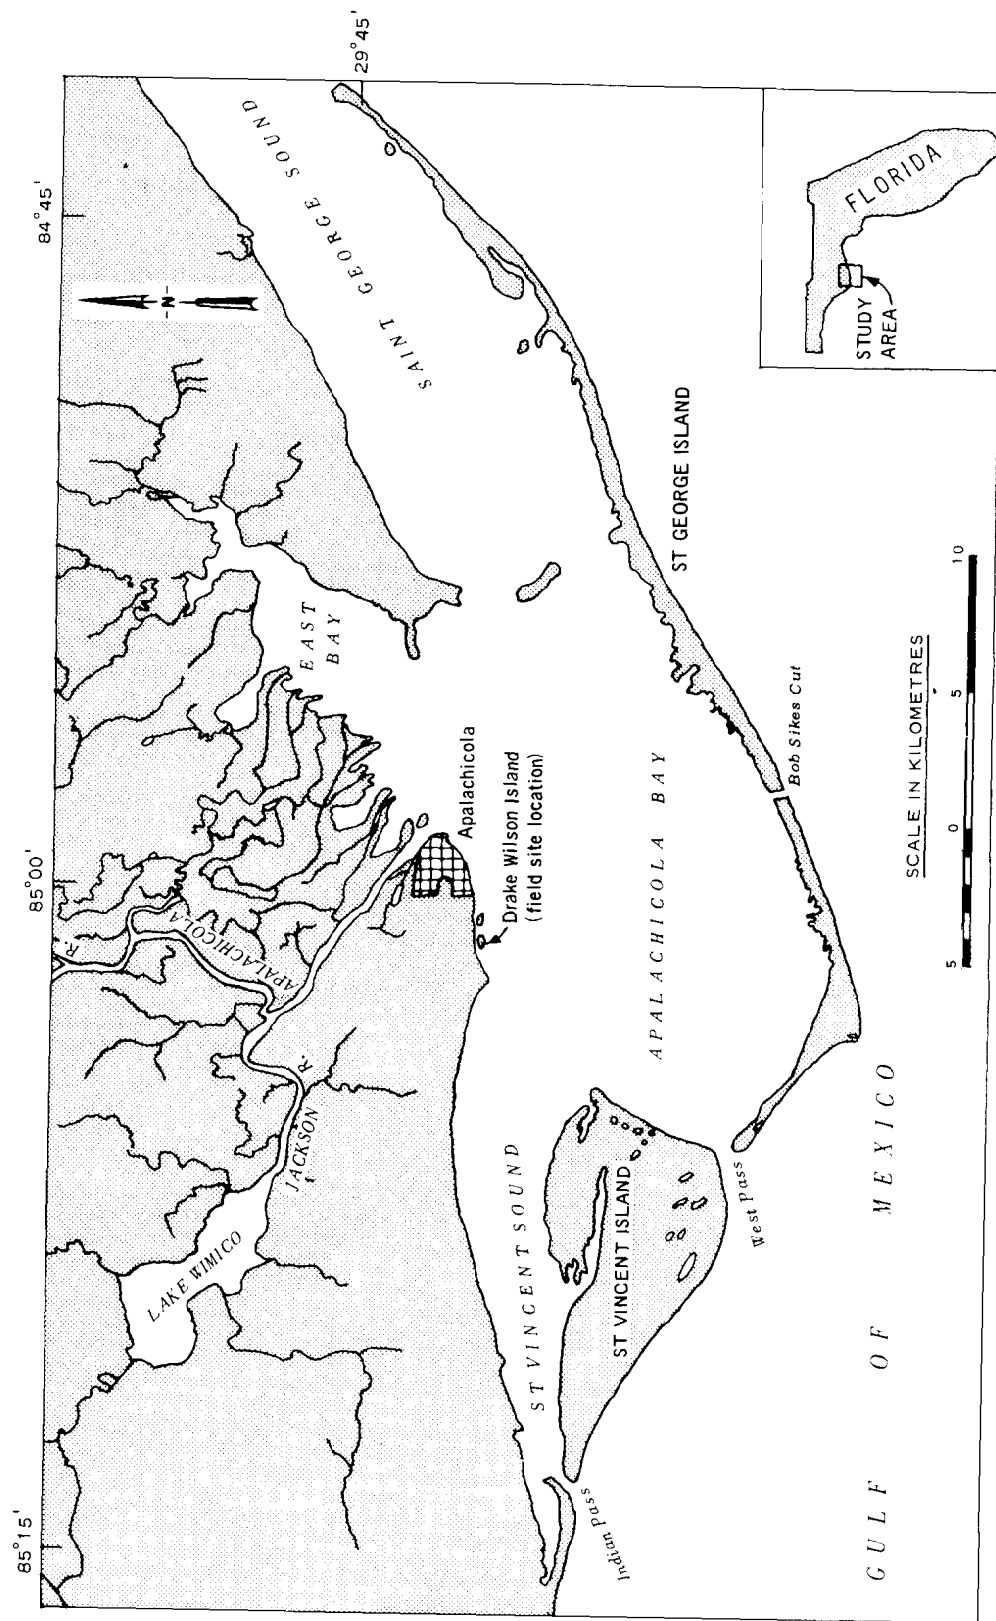 85°15'
85°00'
84°45'
29°45'
-N-
LAKE WIMICO
JACKSON R.
APALACHICOLA R.
EAST
BAY
SAINT GEORGE SOUND
Apalachicola
Drake Wilson Island
(field site location)
ST VINCENT SOUND
ST VINCENT ISLAND
Indian Pass
West Pass
APALACHICOLA BAY
ST GEORGE ISLAND
Bob Sikes Cut
GULF OF MEXICO
SCALE IN KILOMETRES
5 0 5 10
FLORIDA
STUDY
AREA